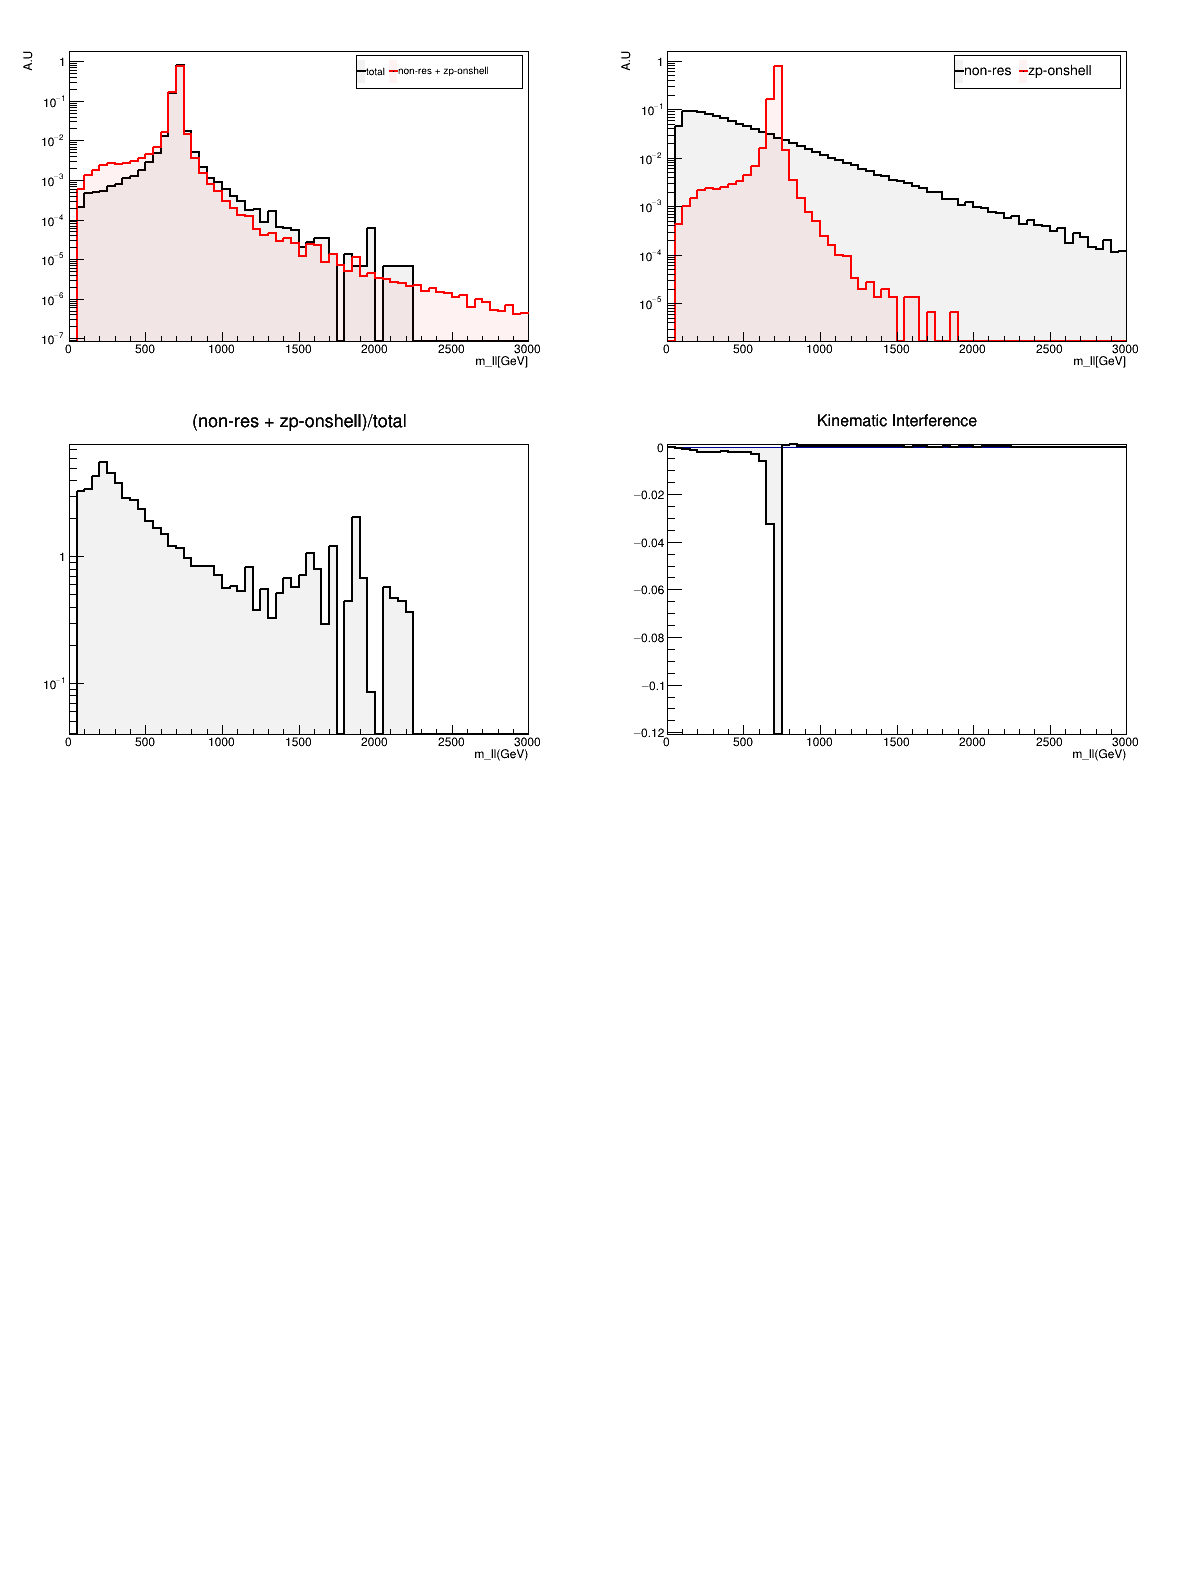 A.U
total non-res + zp-onshell
1
10⁻¹
10⁻²
10⁻³
10⁻⁴
10⁻⁵
10⁻⁶
10⁻⁷
0 500 1000 1500 2000 2500 3000
m_ll[GeV]
A.U
non-res zp-onshell
1
10⁻¹
10⁻²
10⁻³
10⁻⁴
10⁻⁵
0 500 1000 1500 2000 2500 3000
m_ll[GeV]
(non-res + zp-onshell)/total
1
10⁻¹
0 500 1000 1500 2000 2500 3000
m_ll(GeV)
Kinematic Interference
0
−0.02
−0.04
−0.06
−0.08
−0.1
−0.12
0 500 1000 1500 2000 2500 3000
m_ll(GeV)